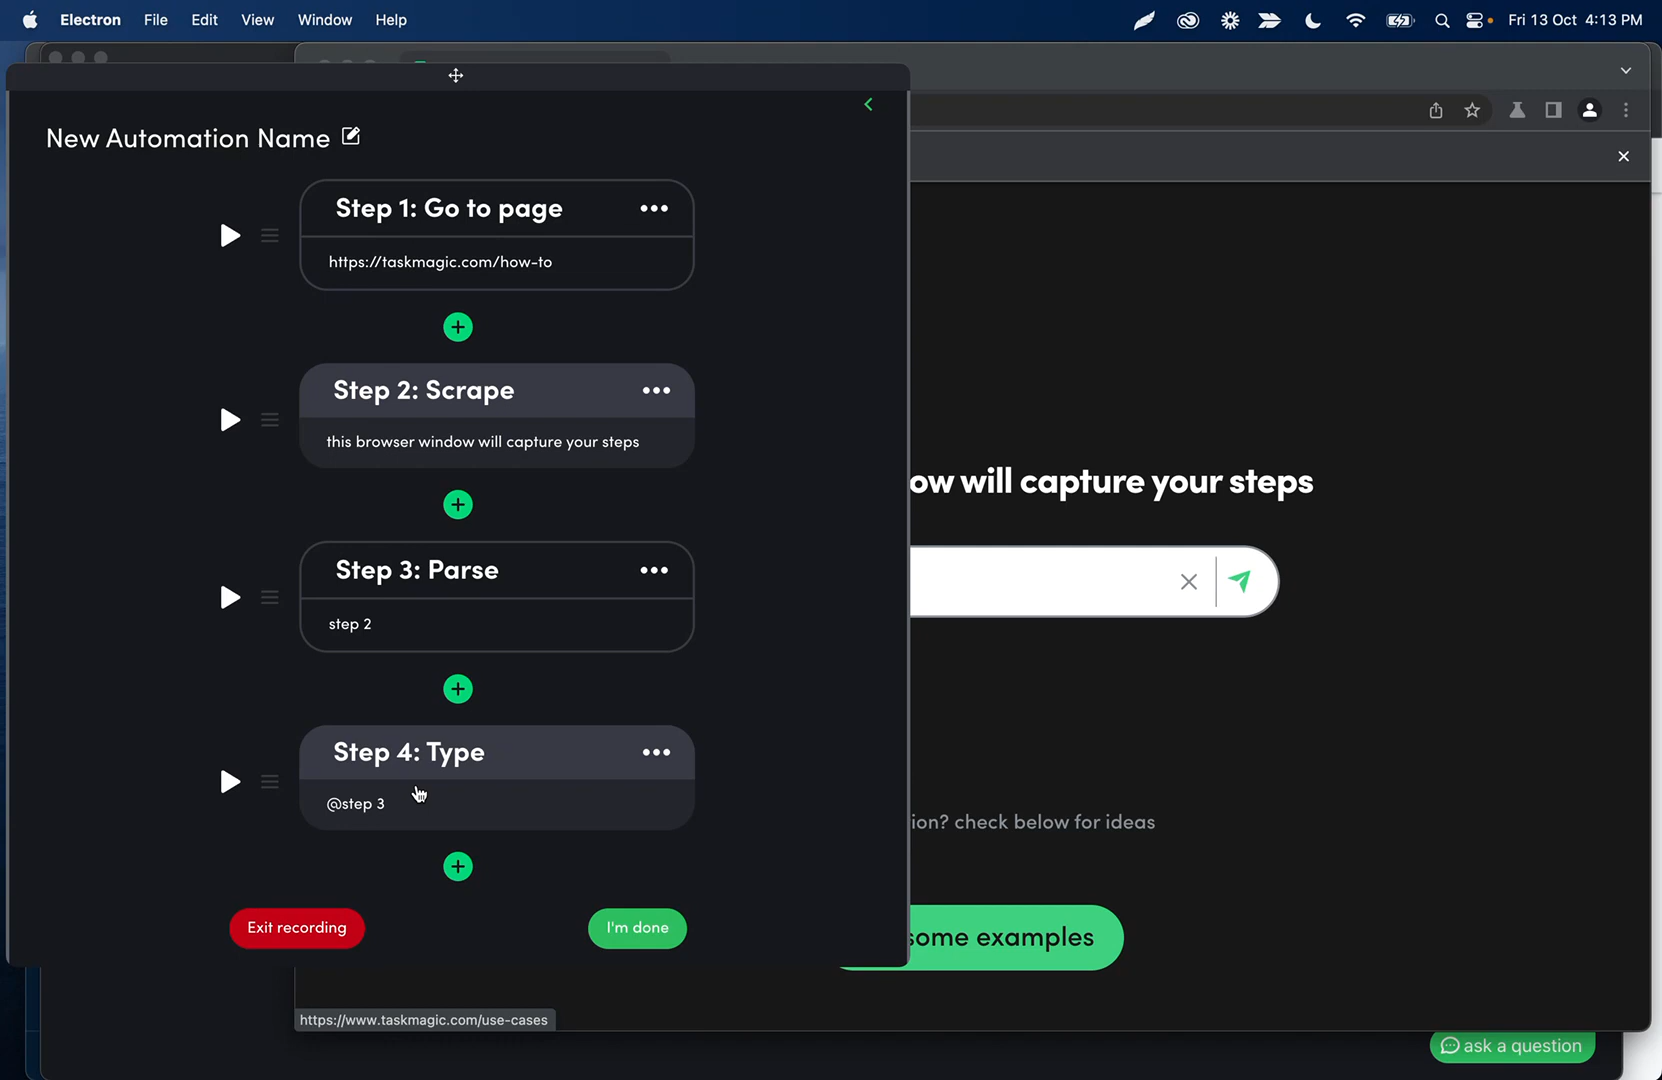 Electron File Edit View Window Help
Fri 13 Oct 4:13 PM
New Automation Name
Step 1: Go to page
https://taskmagic.com/how-to
Step 2: Scrape
this browser window will capture your steps
Step 3: Parse
step 2
Step 4: Type
@step 3
Exit recording
I'm done
ow will capture your steps
ion? check below for ideas
some examples
https://www.taskmagic.com/use-cases
ask a question